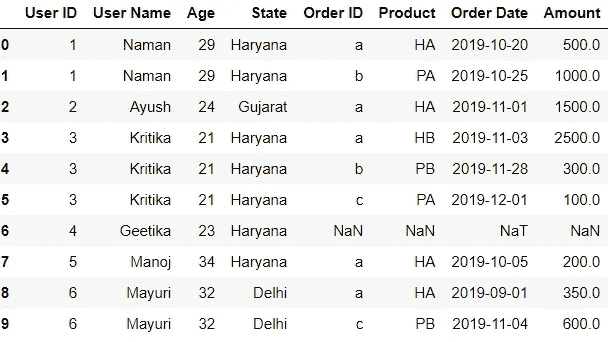 User ID User Name Age State Order ID Product Order Date Amount
0 1 Naman 29 Haryana a HA 2019-10-20 500.0
1 1 Naman 29 Haryana b PA 2019-10-25 1000.0
2 2 Ayush 24 Gujarat a HA 2019-11-01 1500.0
3 3 Kritika 21 Haryana a HB 2019-11-03 2500.0
4 3 Kritika 21 Haryana b PB 2019-11-28 300.0
5 3 Kritika 21 Haryana c PA 2019-12-01 100.0
6 4 Geetika 23 Haryana NaN NaN NaT NaN
7 5 Manoj 34 Haryana a HA 2019-10-05 200.0
8 6 Mayuri 32 Delhi a HA 2019-09-01 350.0
9 6 Mayuri 32 Delhi c PB 2019-11-04 600.0